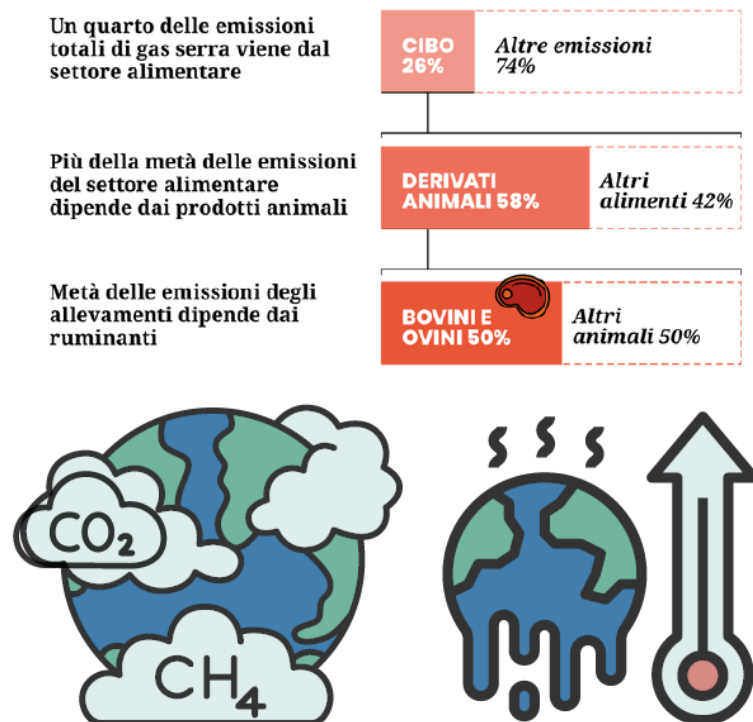 Un quarto delle emissioni
totali di gas serra viene dal
settore alimentare
CIBO
26%
Altre emissioni
74%
Più della metà delle emissioni
del settore alimentare
dipende dai prodotti animali
DERIVATI
ANIMALI 58%
Altri
alimenti 42%
Metà delle emissioni degli
allevamenti dipende dai
ruminanti
BOVINI E
OVINI 50%
Altri
animali 50%
CO₂
CH₄